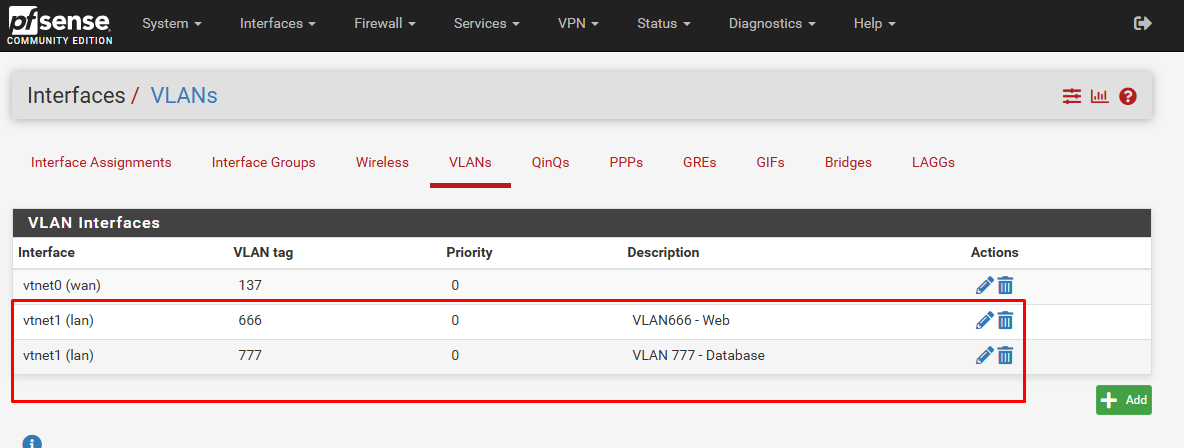 pfsense
COMMUNITY EDITION
System Interfaces Firewall Services VPN Status Diagnostics Help
Interfaces / VLANs
Interface Assignments Interface Groups Wireless VLANs QinQs PPPs GREs GIFs Bridges LAGGs
VLAN Interfaces
Interface VLAN tag Priority Description Actions
vtnet0 (wan) 137 0
vtnet1 (lan) 666 0 VLAN666 - Web
vtnet1 (lan) 777 0 VLAN 777 - Database
Add